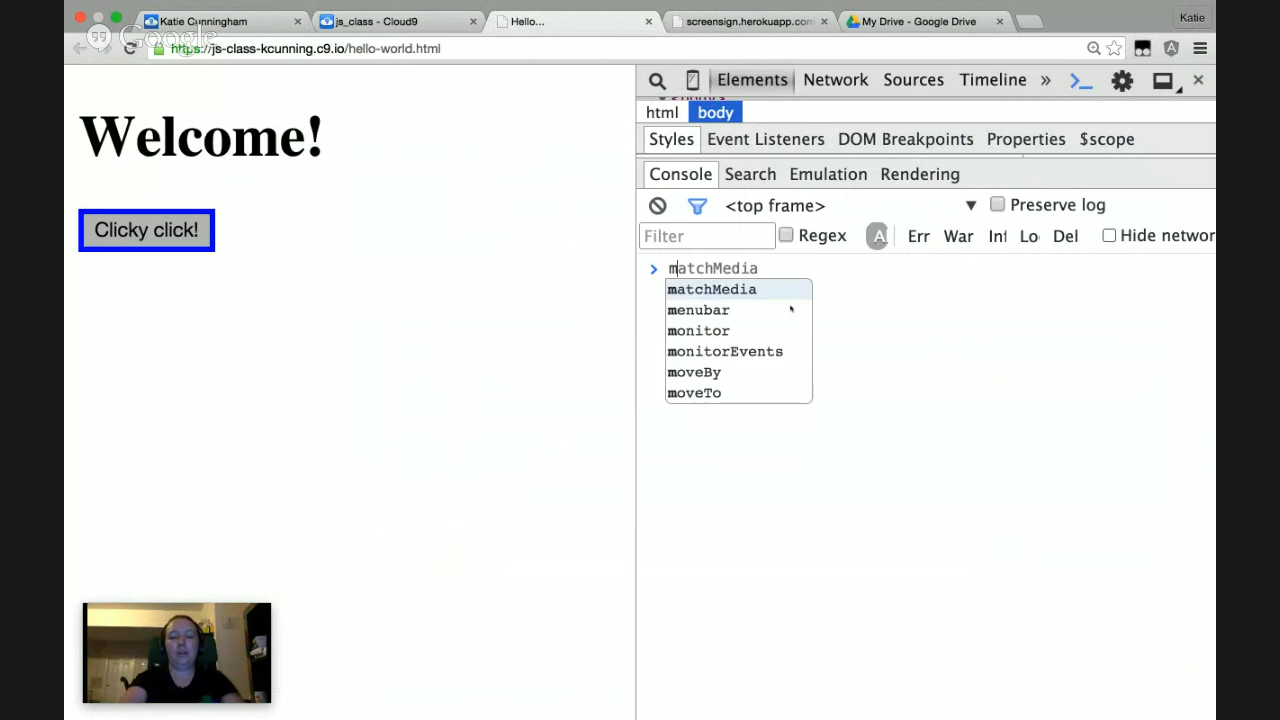 Katie Cunningham
js_class - Cloud9
Hello...
screensign.herokuapp.com
My Drive - Google Drive
Katie
Google
https://js-class-kcunning.c9.io/hello-world.html
Welcome!
Clicky click!
Elements Network Sources Timeline »
html body
Styles Event Listeners DOM Breakpoints Properties $scope
Console Search Emulation Rendering
<top frame> Preserve log
Filter Regex A Err War Inf Lo Del Hide networ
> matchMedia
matchMedia
menubar
monitor
monitorEvents
moveBy
moveTo